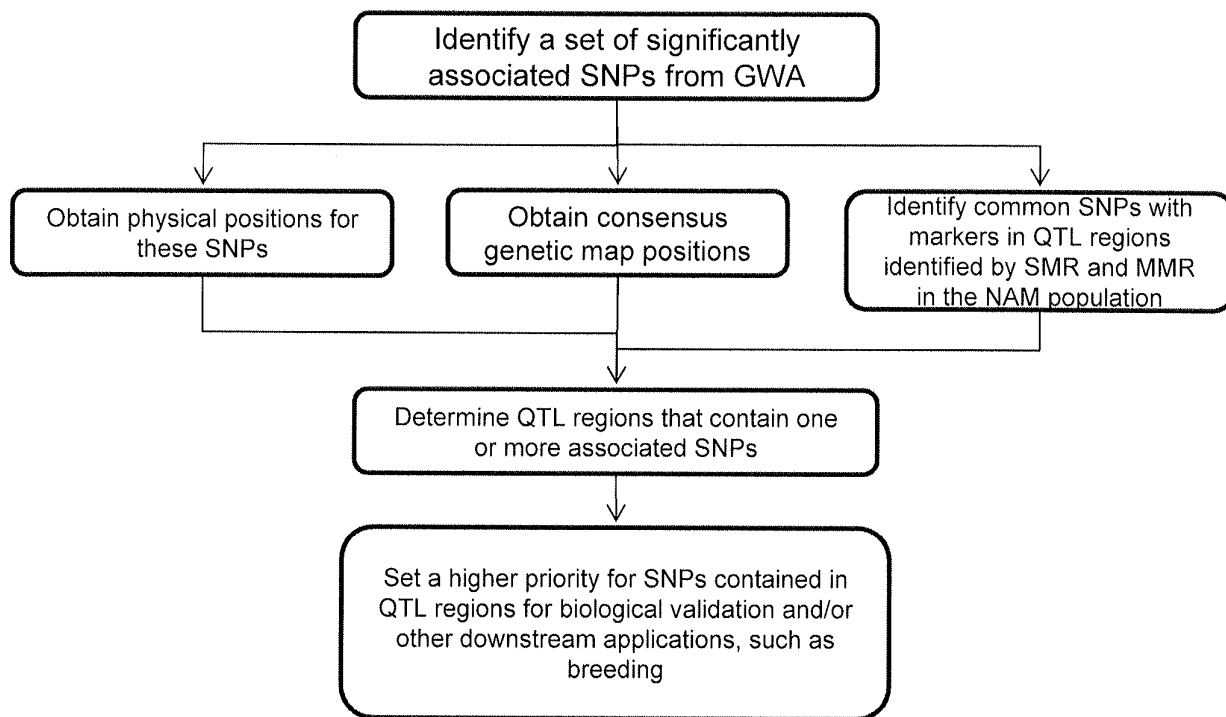 Identify a set of significantly
associated SNPs from GWA
Obtain physical positions for
these SNPs
Obtain consensus
genetic map positions
Identify common SNPs with
markers in QTL regions
identified by SMR and MMR
in the NAM population
Determine QTL regions that contain one
or more associated SNPs
Set a higher priority for SNPs contained in
QTL regions for biological validation and/or
other downstream applications, such as
breeding